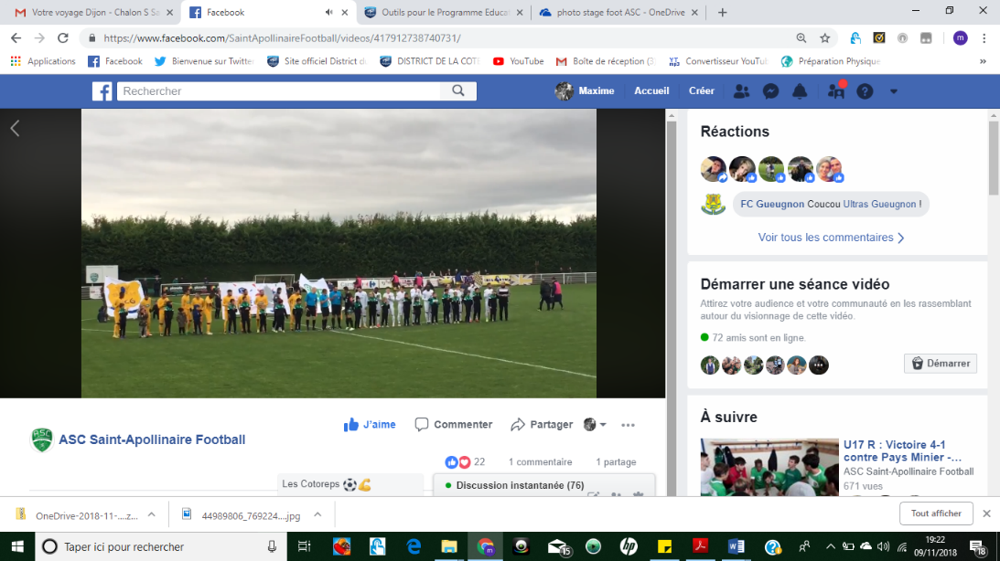 Votre voyage Dijon - Chalon S Sa
Facebook
Outils pour le Programme Educat
photo stage foot ASC - OneDrive
https://www.facebook.com/SaintApollinaireFootball/videos/417912738740731/
m
Applications
Facebook
Bienvenue sur Twitter
Site officiel District du
DISTRICT DE LA COTE
YouTube
Boîte de réception (3
Convertisseur YouTub
Préparation Physique
»
Rechercher
Maxime
Accueil
Créer
Réactions
FC Gueugnon Coucou Ultras Gueugnon !
Voir tous les commentaires
Démarrer une séance vidéo
Attirez votre audience et votre communauté en les rassemblant
autour du visionnage de cette vidéo.
72 amis sont en ligne.
Démarrer
À suivre
U17 R : Victoire 4-1
contre Pays Minier -...
ASC Saint-Apollinaire Football
671 vues
J'aime
Commenter
Partager
ASC
ASC Saint-Apollinaire Football
22
1 commentaire
1 partage
Les Cotoreps
Discussion instantanée (76)
OneDrive-2018-11-....z...
44989806_769224....jpg
Tout afficher
Taper ici pour rechercher
15
hp
19:22
09/11/2018
18